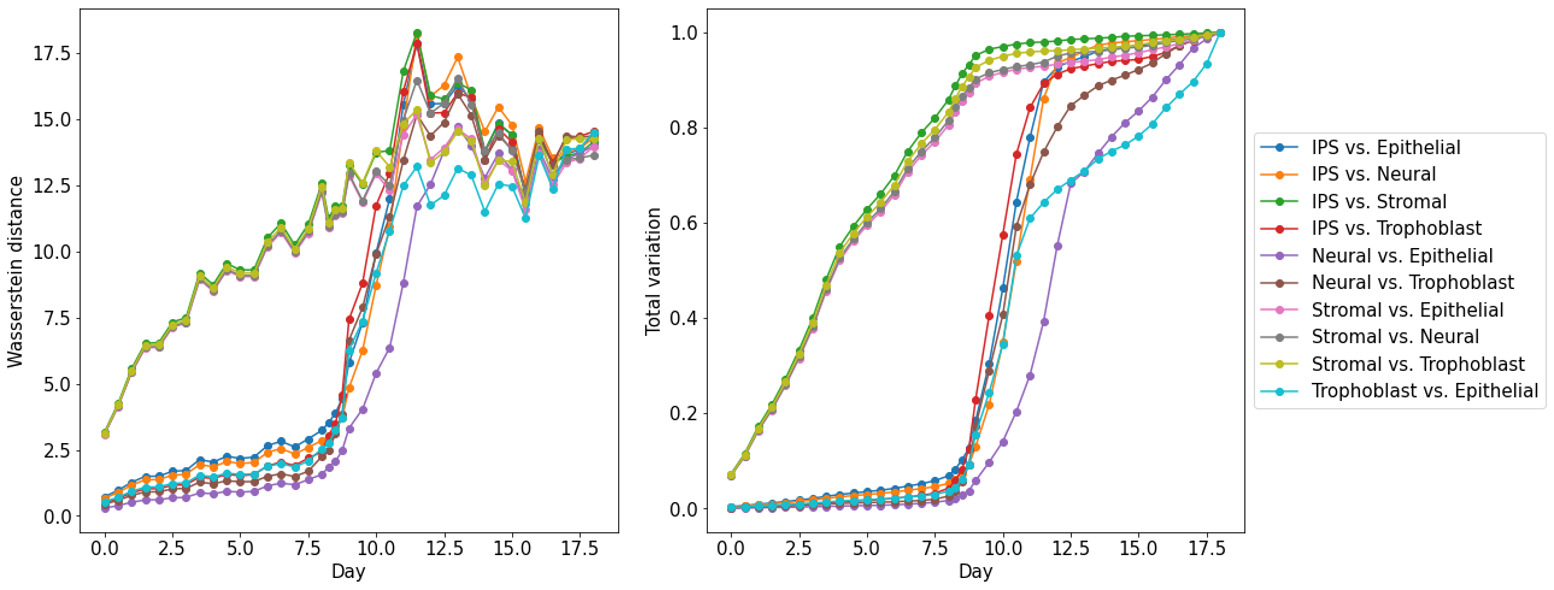 17.5
15.0
12.5
10.0
7.5
5.0
2.5
0.0
Wasserstein distance
0.0 2.5 5.0 7.5 10.0 12.5 15.0 17.5
Day
1.0
0.8
0.6
0.4
0.2
0.0
Total variation
0.0 2.5 5.0 7.5 10.0 12.5 15.0 17.5
Day
IPS vs. Epithelial
IPS vs. Neural
IPS vs. Stromal
IPS vs. Trophoblast
Neural vs. Epithelial
Neural vs. Trophoblast
Stromal vs. Epithelial
Stromal vs. Neural
Stromal vs. Trophoblast
Trophoblast vs. Epithelial